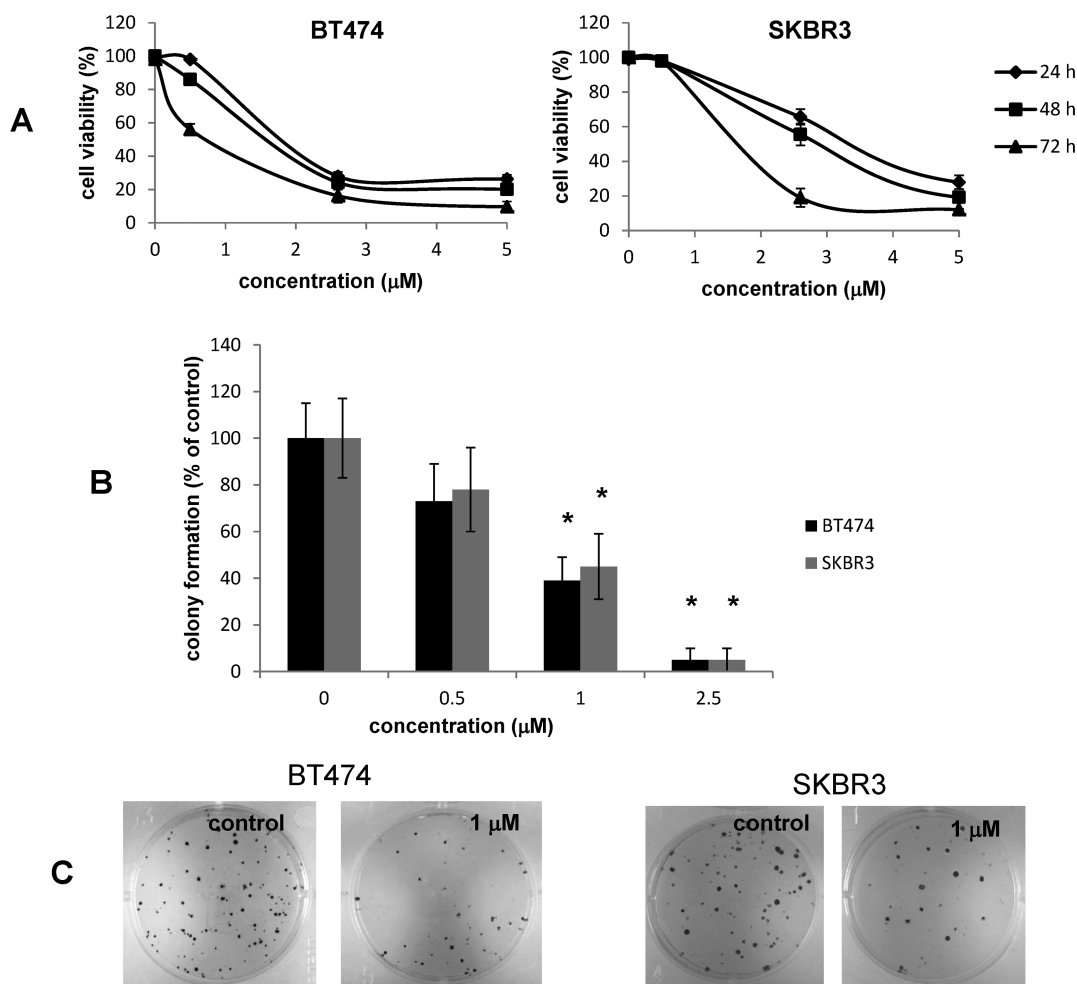 A
BT474
cell viability (%)
120
100
80
60
40
20
0
0 1 2 3 4 5
concentration (μM)
SKBR3
cell viability (%)
120
100
80
60
40
20
0
0 1 2 3 4 5
concentration (μM)
24 h
48 h
72 h
B
colony formation (% of control)
140
120
100
80
60
40
20
0
* *
* *
0 0.5 1 2.5
concentration (μM)
BT474
SKBR3
C
BT474
control
1 μM
SKBR3
control
1 μM